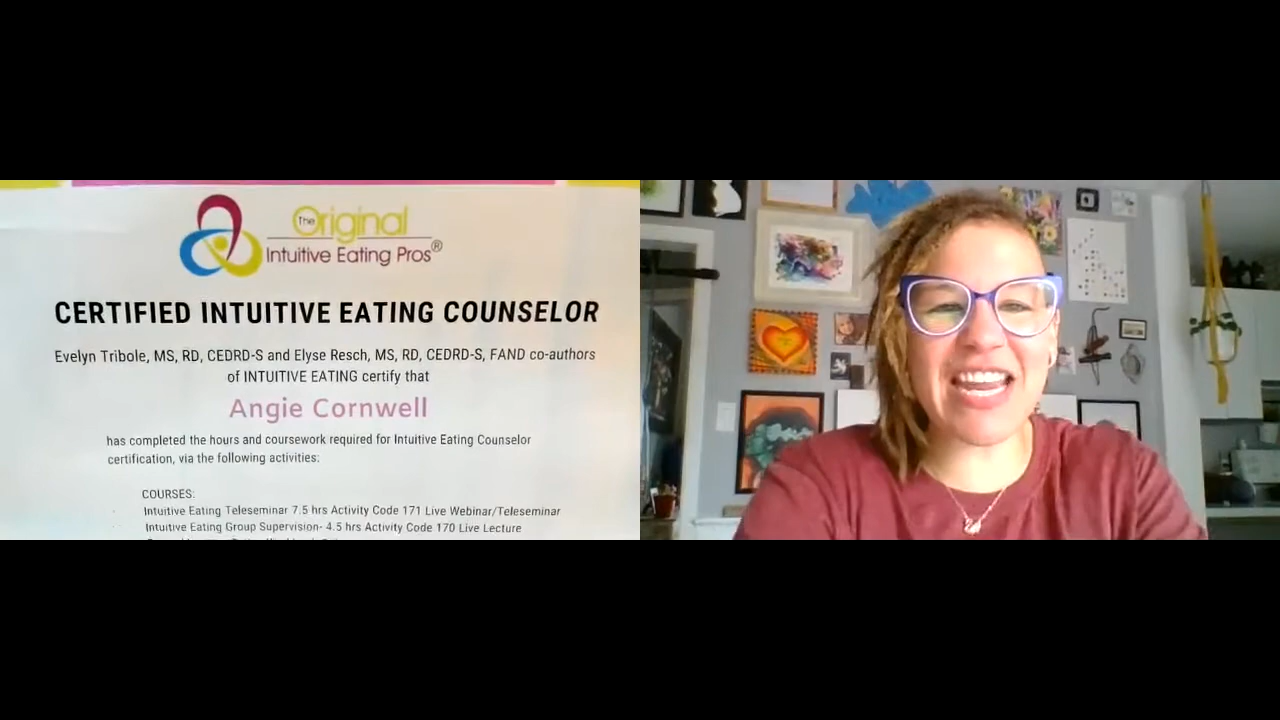 The Original
Intuitive Eating Pros®
CERTIFIED INTUITIVE EATING COUNSELOR
Evelyn Tribole, MS, RD, CEDRD-S and Elyse Resch, MS, RD, CEDRD-S, FAND co-authors
of INTUITIVE EATING certify that
Angie Cornwell
has completed the hours and coursework required for Intuitive Eating Counselor
certification, via the following activities:
COURSES:
Intuitive Eating Teleseminar 7.5 hrs Activity Code 171 Live Webinar/Teleseminar
Intuitive Eating Group Supervision- 4.5 hrs Activity Code 170 Live Lecture